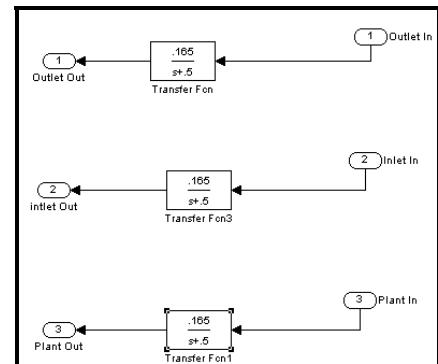 1
Outlet In
.165
s+.5
1
Outlet Out
Transfer Fcn
2
Inlet In
.165
s+.5
2
intlet Out
Transfer Fcn3
3
Plant In
.165
s+.5
3
Plant Out
Transfer Fcn1